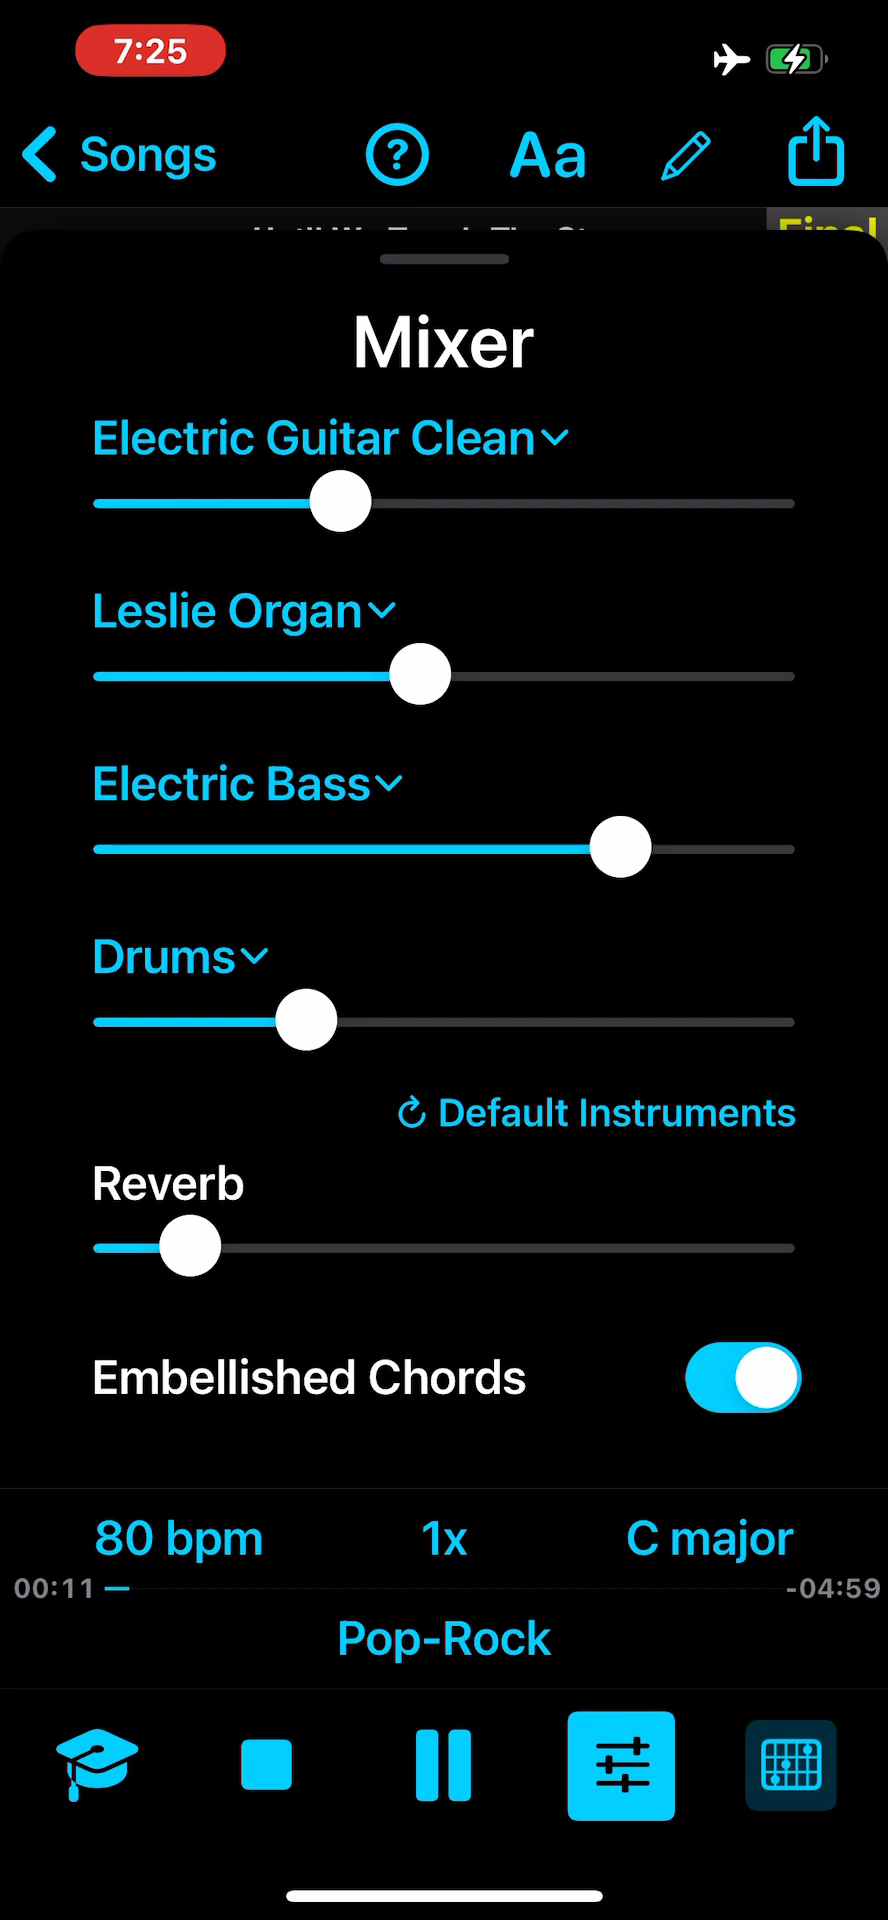 7:25
Songs
?
Aa
Final
Mixer
Electric Guitar Clean
Leslie Organ
Electric Bass
Drums
Default Instruments
Reverb
Embellished Chords
80 bpm
1x
C major
00:11
-04:59
Pop-Rock